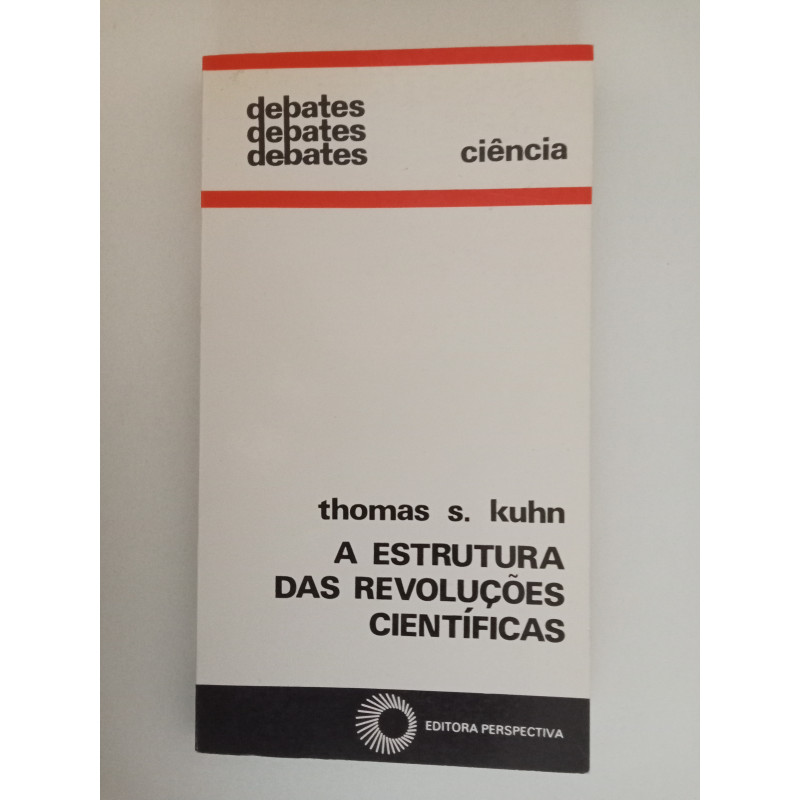 debates
debates
debates
ciência
thomas s. kuhn
A ESTRUTURA
DAS REVOLUÇÕES
CIENTÍFICAS
EDITORA PERSPECTIVA